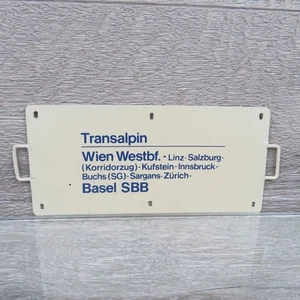 Transalpin
Wien Westbf. - Linz-Salzburg-
(Korridorzug)-Kufstein-Innsbruck-
Buchs(SG)-Sargans-Zürich-
Basel SBB